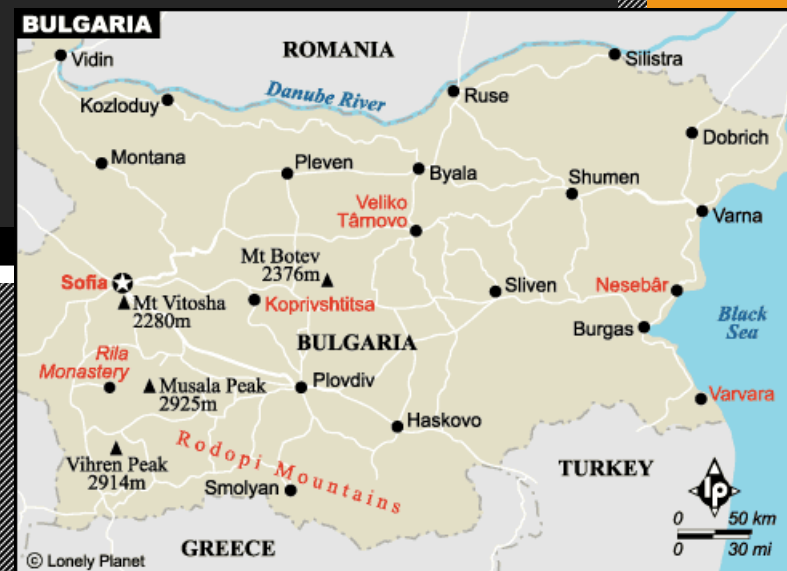 BULGARIA
ROMANIA
Vidin
Silistra
Danube River
Ruse
Kozloduy
Dobrich
Montana
Pleven
Byala
Shumen
Veliko
Târnovo
Varna
Mt Botev
2376m
Sofia
Mt Vitosha
2280m
Koprivshtitsa
Sliven
Nesebâr
Black
Sea
Burgas
BULGARIA
Rila
Monastery
Musala Peak
2925m
Plovdiv
Varvara
Haskovo
Rodopi Mountains
Vihren Peak
2914m
Smolyan
TURKEY
GREECE
lp
0 50 km
0 30 mi
© Lonely Planet